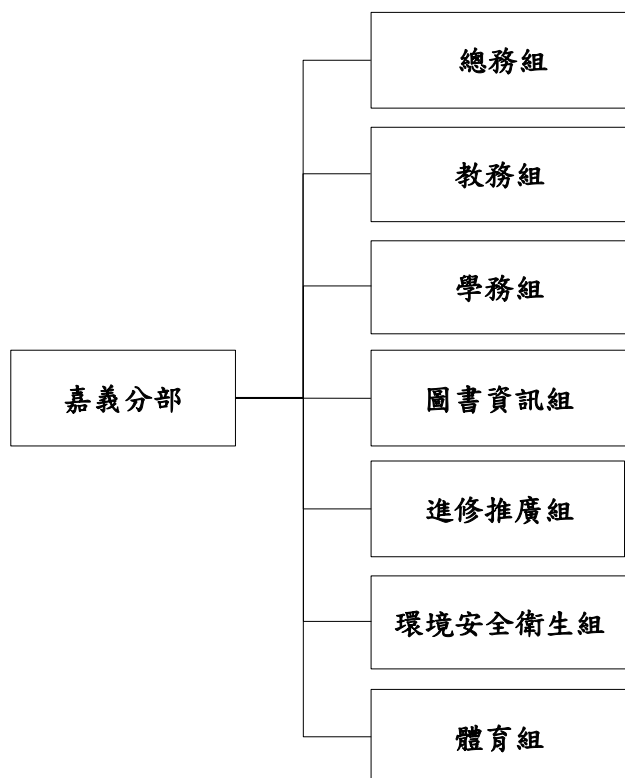 總務組
教務組
學務組
嘉義分部
圖書資訊組
進修推廣組
環境安全衛生組
體育組